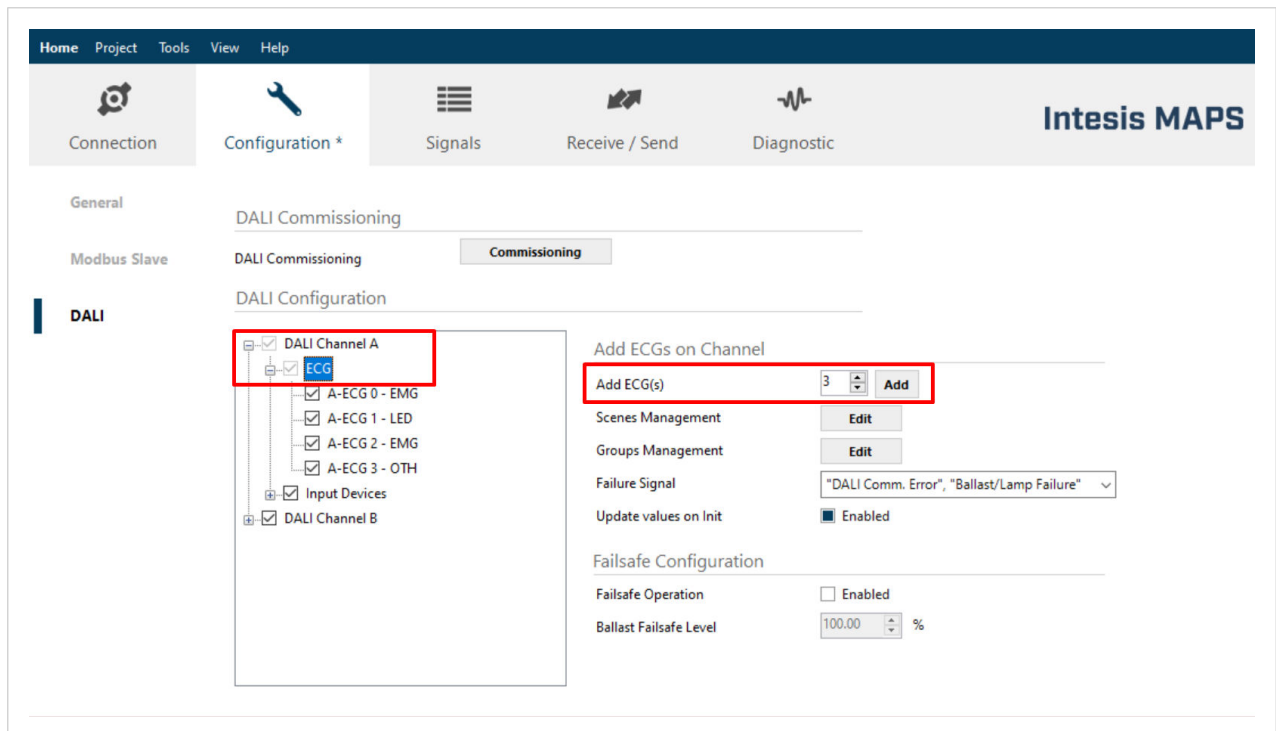 Home Project Tools View Help
Connection Configuration * Signals Receive / Send Diagnostic Intesis MAPS
General
Modbus Slave
DALI
DALI Commissioning
DALI Commissioning Commissioning
DALI Configuration
DALI Channel A
ECG
A-ECG 0 - EMG
A-ECG 1 - LED
A-ECG 2 - EMG
A-ECG 3 - OTH
Input Devices
DALI Channel B
Add ECGs on Channel
Add ECG(s) 3 Add
Scenes Management Edit
Groups Management Edit
Failure Signal "DALI Comm. Error", "Ballast/Lamp Failure"
Update values on Init Enabled
Failsafe Configuration
Failsafe Operation Enabled
Ballast Failsafe Level 100.00 %